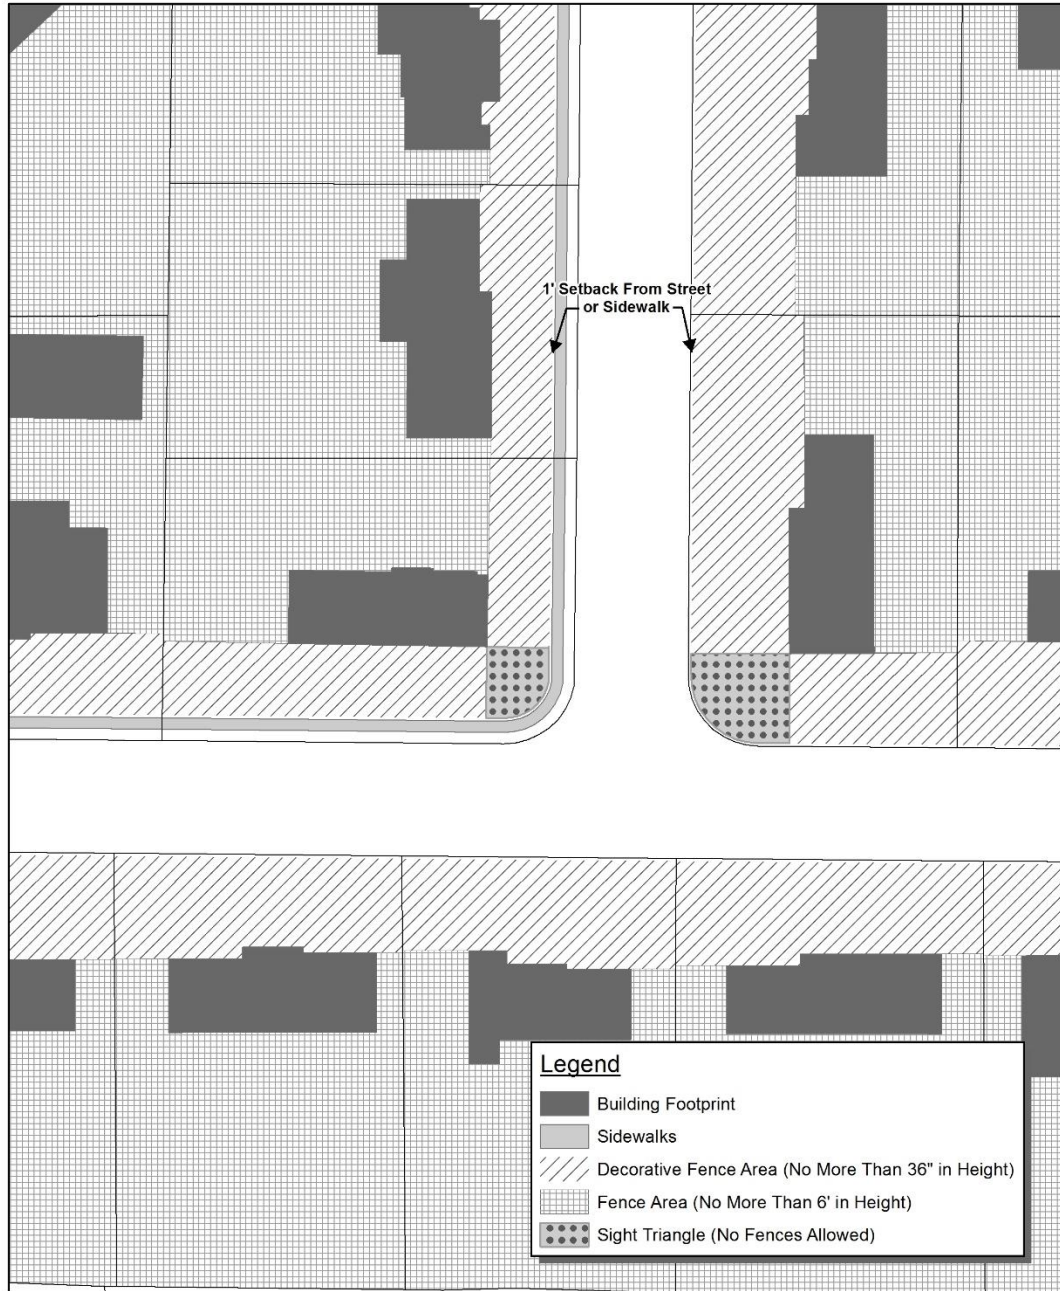 1' Setback From Street
or Sidewalk
Legend
Building Footprint
Sidewalks
Decorative Fence Area (No More Than 36" in Height)
Fence Area (No More Than 6' in Height)
Sight Triangle (No Fences Allowed)